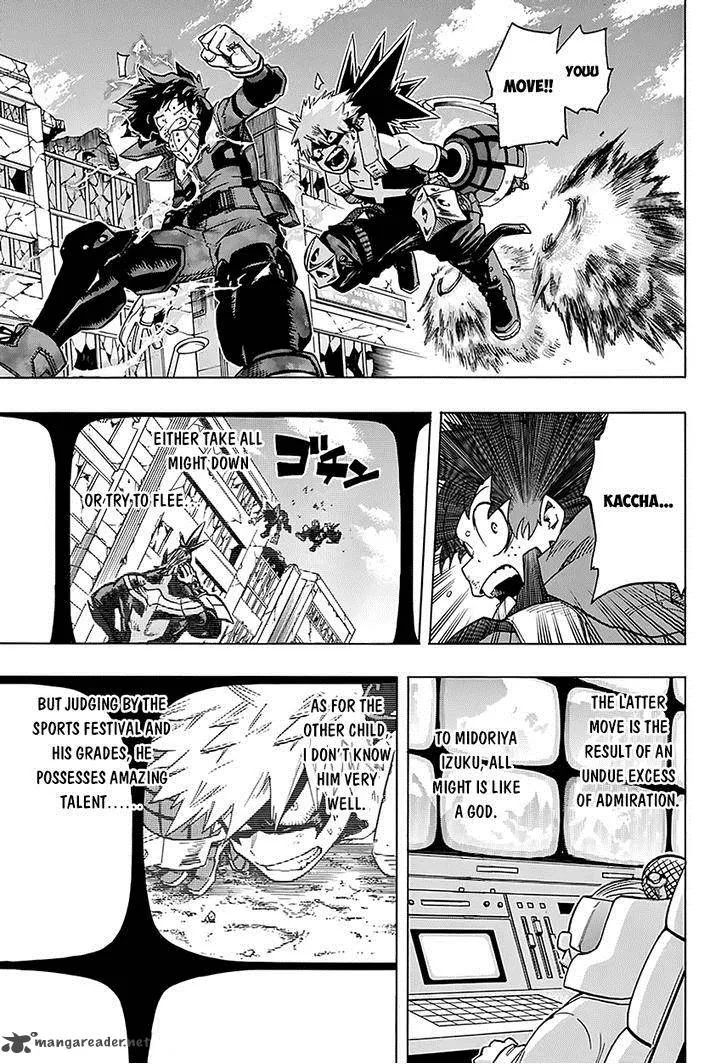 YOUU
MOVE!!
KACCHA...
EITHER TAKE ALL
MIGHT DOWN
OR TRY TO FLEE...
ゴチン
THE LATTER
MOVE IS THE
RESULT OF AN
UNDUE EXCESS
OF ADMIRATION.
TO MIDORIYA
IZUKU, ALL
MIGHT IS LIKE
A GOD.
AS FOR THE
OTHER CHILD
I DON'T KNOW
HIM VERY
WELL.
BUT JUDGING BY THE
SPORTS FESTIVAL AND
HIS GRADES, HE
POSSESSES AMAZING
TALENT......
mangareader.net